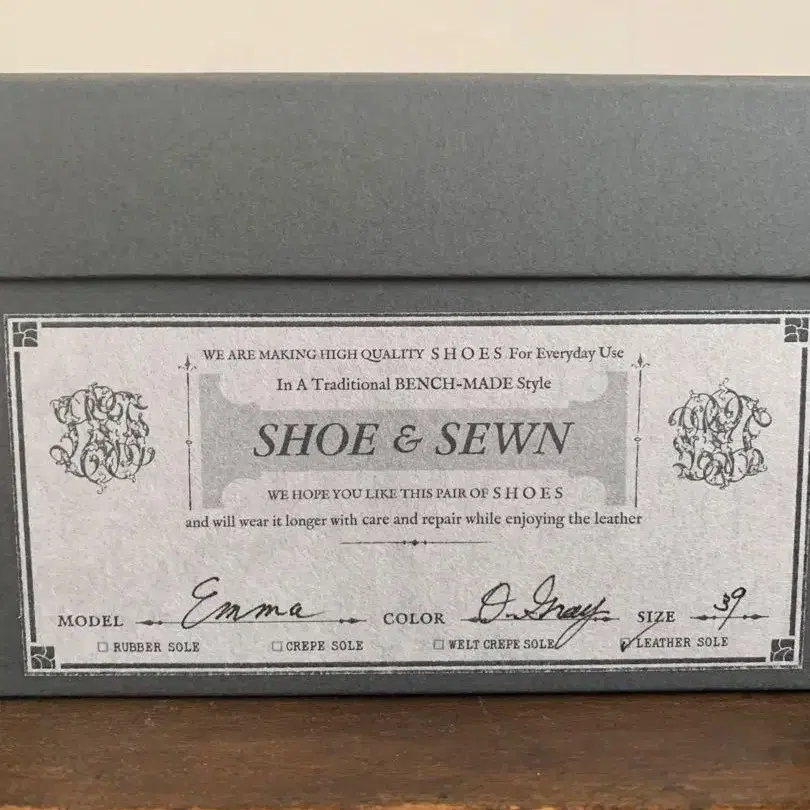 WE ARE MAKING HIGH QUALITY SHOES For Everyday Use
In A Traditional BENCH-MADE Style
SHOE & SEWN
WE HOPE YOU LIKE THIS PAIR OF SHOES
and will wear it longer with care and repair while enjoying the leather
MODEL Emma COLOR D. Gray SIZE 39
☐ RUBBER SOLE ☐ CREPE SOLE ☐ WELT CREPE SOLE ☑ LEATHER SOLE